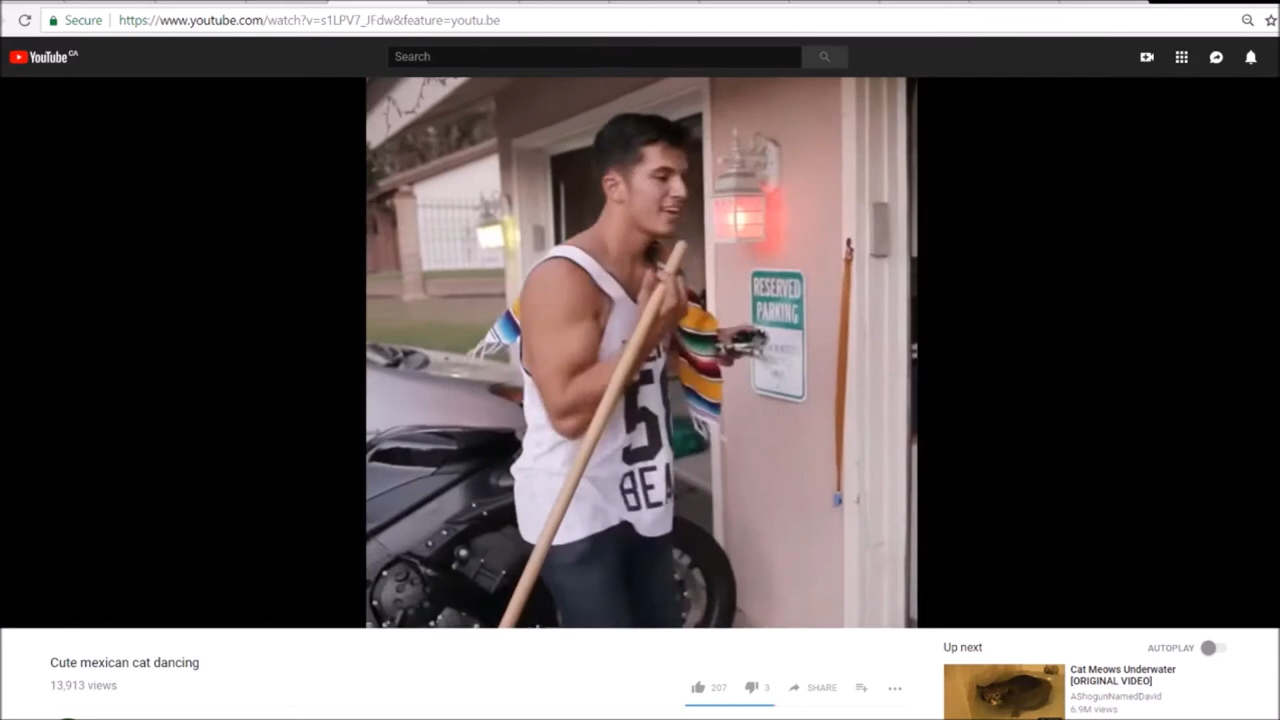 Secure
https://www.youtube.com/watch?v=s1LPV7_JFdw&feature=youtu.be
YouTube CA
Search
RESERVED
PARKING
5
BEA
Cute mexican cat dancing
13,913 views
207
3
SHARE
Up next
AUTOPLAY
Cat Meows Underwater
[ORIGINAL VIDEO]
AShogunNamedDavid
6.9M views